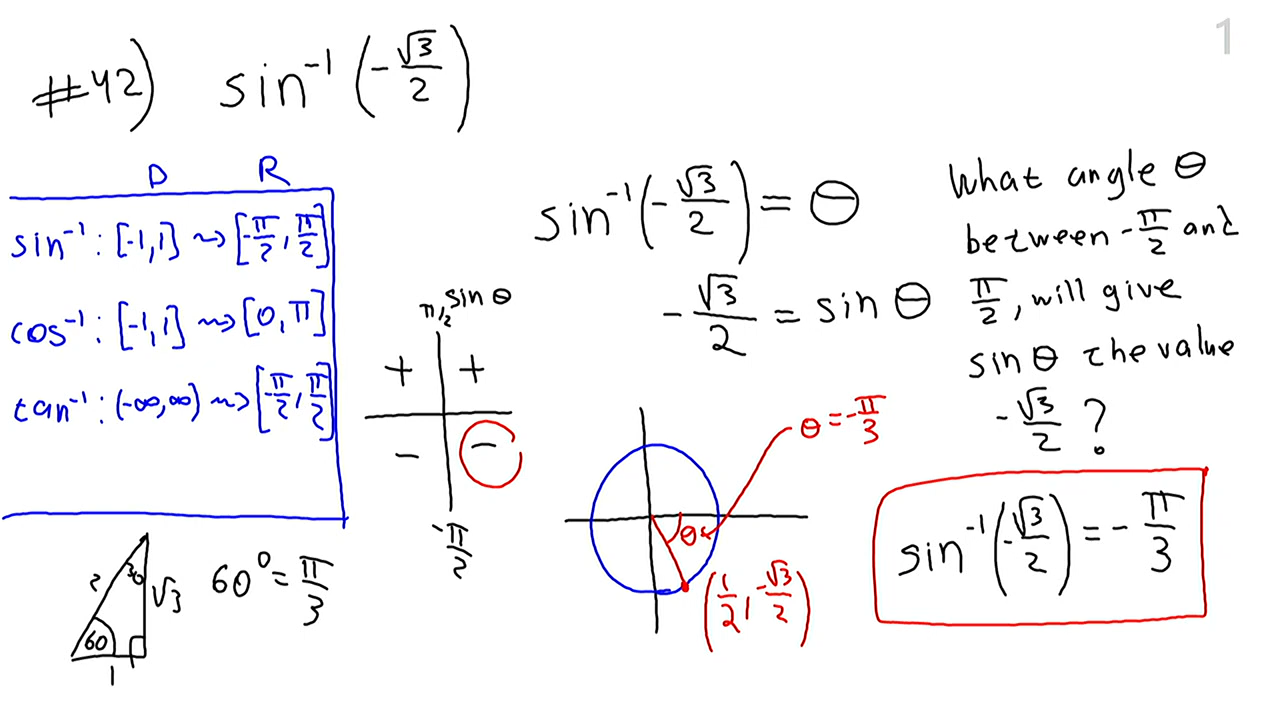 1
#42) sin⁻¹(-√3/2)
D R
sin⁻¹: [-1,1] ⤳ [-π/2, π/2]
cos⁻¹: [-1,1] ⤳ [0, π]
tan⁻¹: (-∞,∞) ⤳ [-π/2, π/2]
2 30 √3
60
1
60° = π/3
π/2 sin θ
+ +
- -
-π/2
sin⁻¹(-√3/2) = θ
-√3/2 = sin θ
θ = -π/3
θ
(1/2, -√3/2)
What angle θ
between -π/2 and
π/2, will give
sin θ the value
-√3/2 ?
sin⁻¹(-√3/2) = -π/3